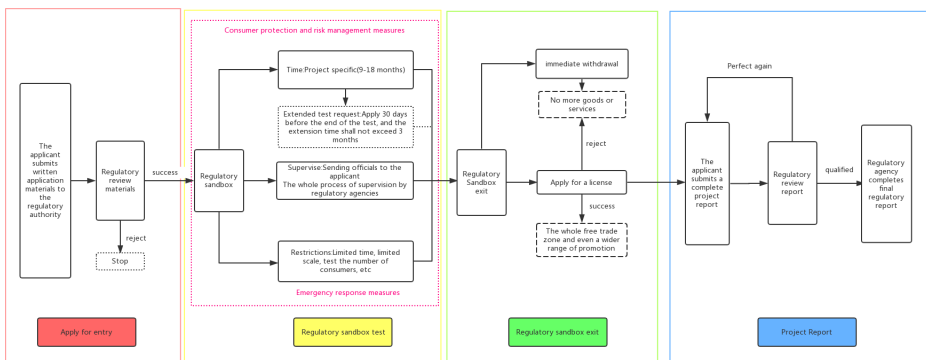 Consumer protection and risk management measures
The
applicant
submits
written
application
materials to
the
regulatory
authority
Regulatory
review
materials
success
reject
Stop
Regulatory
sandbox
Time:Project specific(9-18 months)
Extended test request:Apply 30 days
before the end of the test, and the
extension time shall not exceed 3
months
Supervise:Sending officials to the
applicant
The whole process of supervision by
regulatory agencies
Restrictions:Limited time, limited
scale, test the number of
consumers, etc
Emergency response measures
Regulatory
Sandbox
exit
immediate withdrawal
No more goods or
services
reject
Apply for a license
success
The whole free trade
zone and even a wider
range of promotion
Perfect again
The
applicant
submits a
complete
project
report
Regulatory
review
report
qualified
Regulatory
agency
completes
final
regulatory
report
Apply for entry
Regulatory sandbox test
Regulatory sandbox exit
Project Report